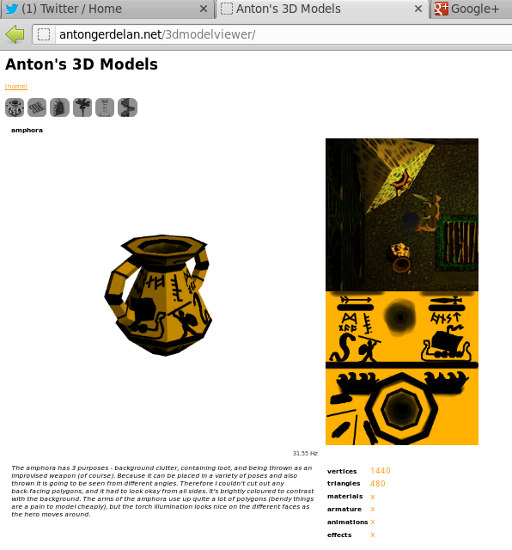 (1) Twitter / Home
Anton's 3D Models
Google+
antongerdelan.net/3dmodelviewer/
Anton's 3D Models
[home]
amphora
31.55 Hz
The amphora has 3 purposes - background clutter, containing loot, and being thrown as an
improvised weapon (of course). Because it can be placed in a variety of poses and also
thrown it is going to be seen from different angles. Therefore I couldn't cut out any
back-facing polygons, and it had to look okay from all sides. It's brightly coloured to contrast
with the background. The arms of the amphora use up quite a few polygons (bendy things
are a pain to model cheaply), but the torch illumination looks nice on the different faces as
the hero moves around.
vertices 1440
triangles 480
materials x
armature x
animations x
effects x